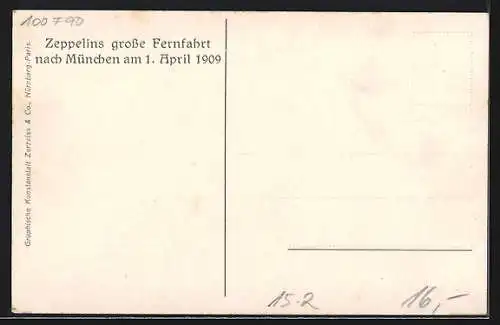 100790
Zeppelins große Fernfahrt
nach München am 1. April 1909
Graphische Kunstanstalt Zerreiss & Co., Nürnberg-Paris.
15-2
16,-